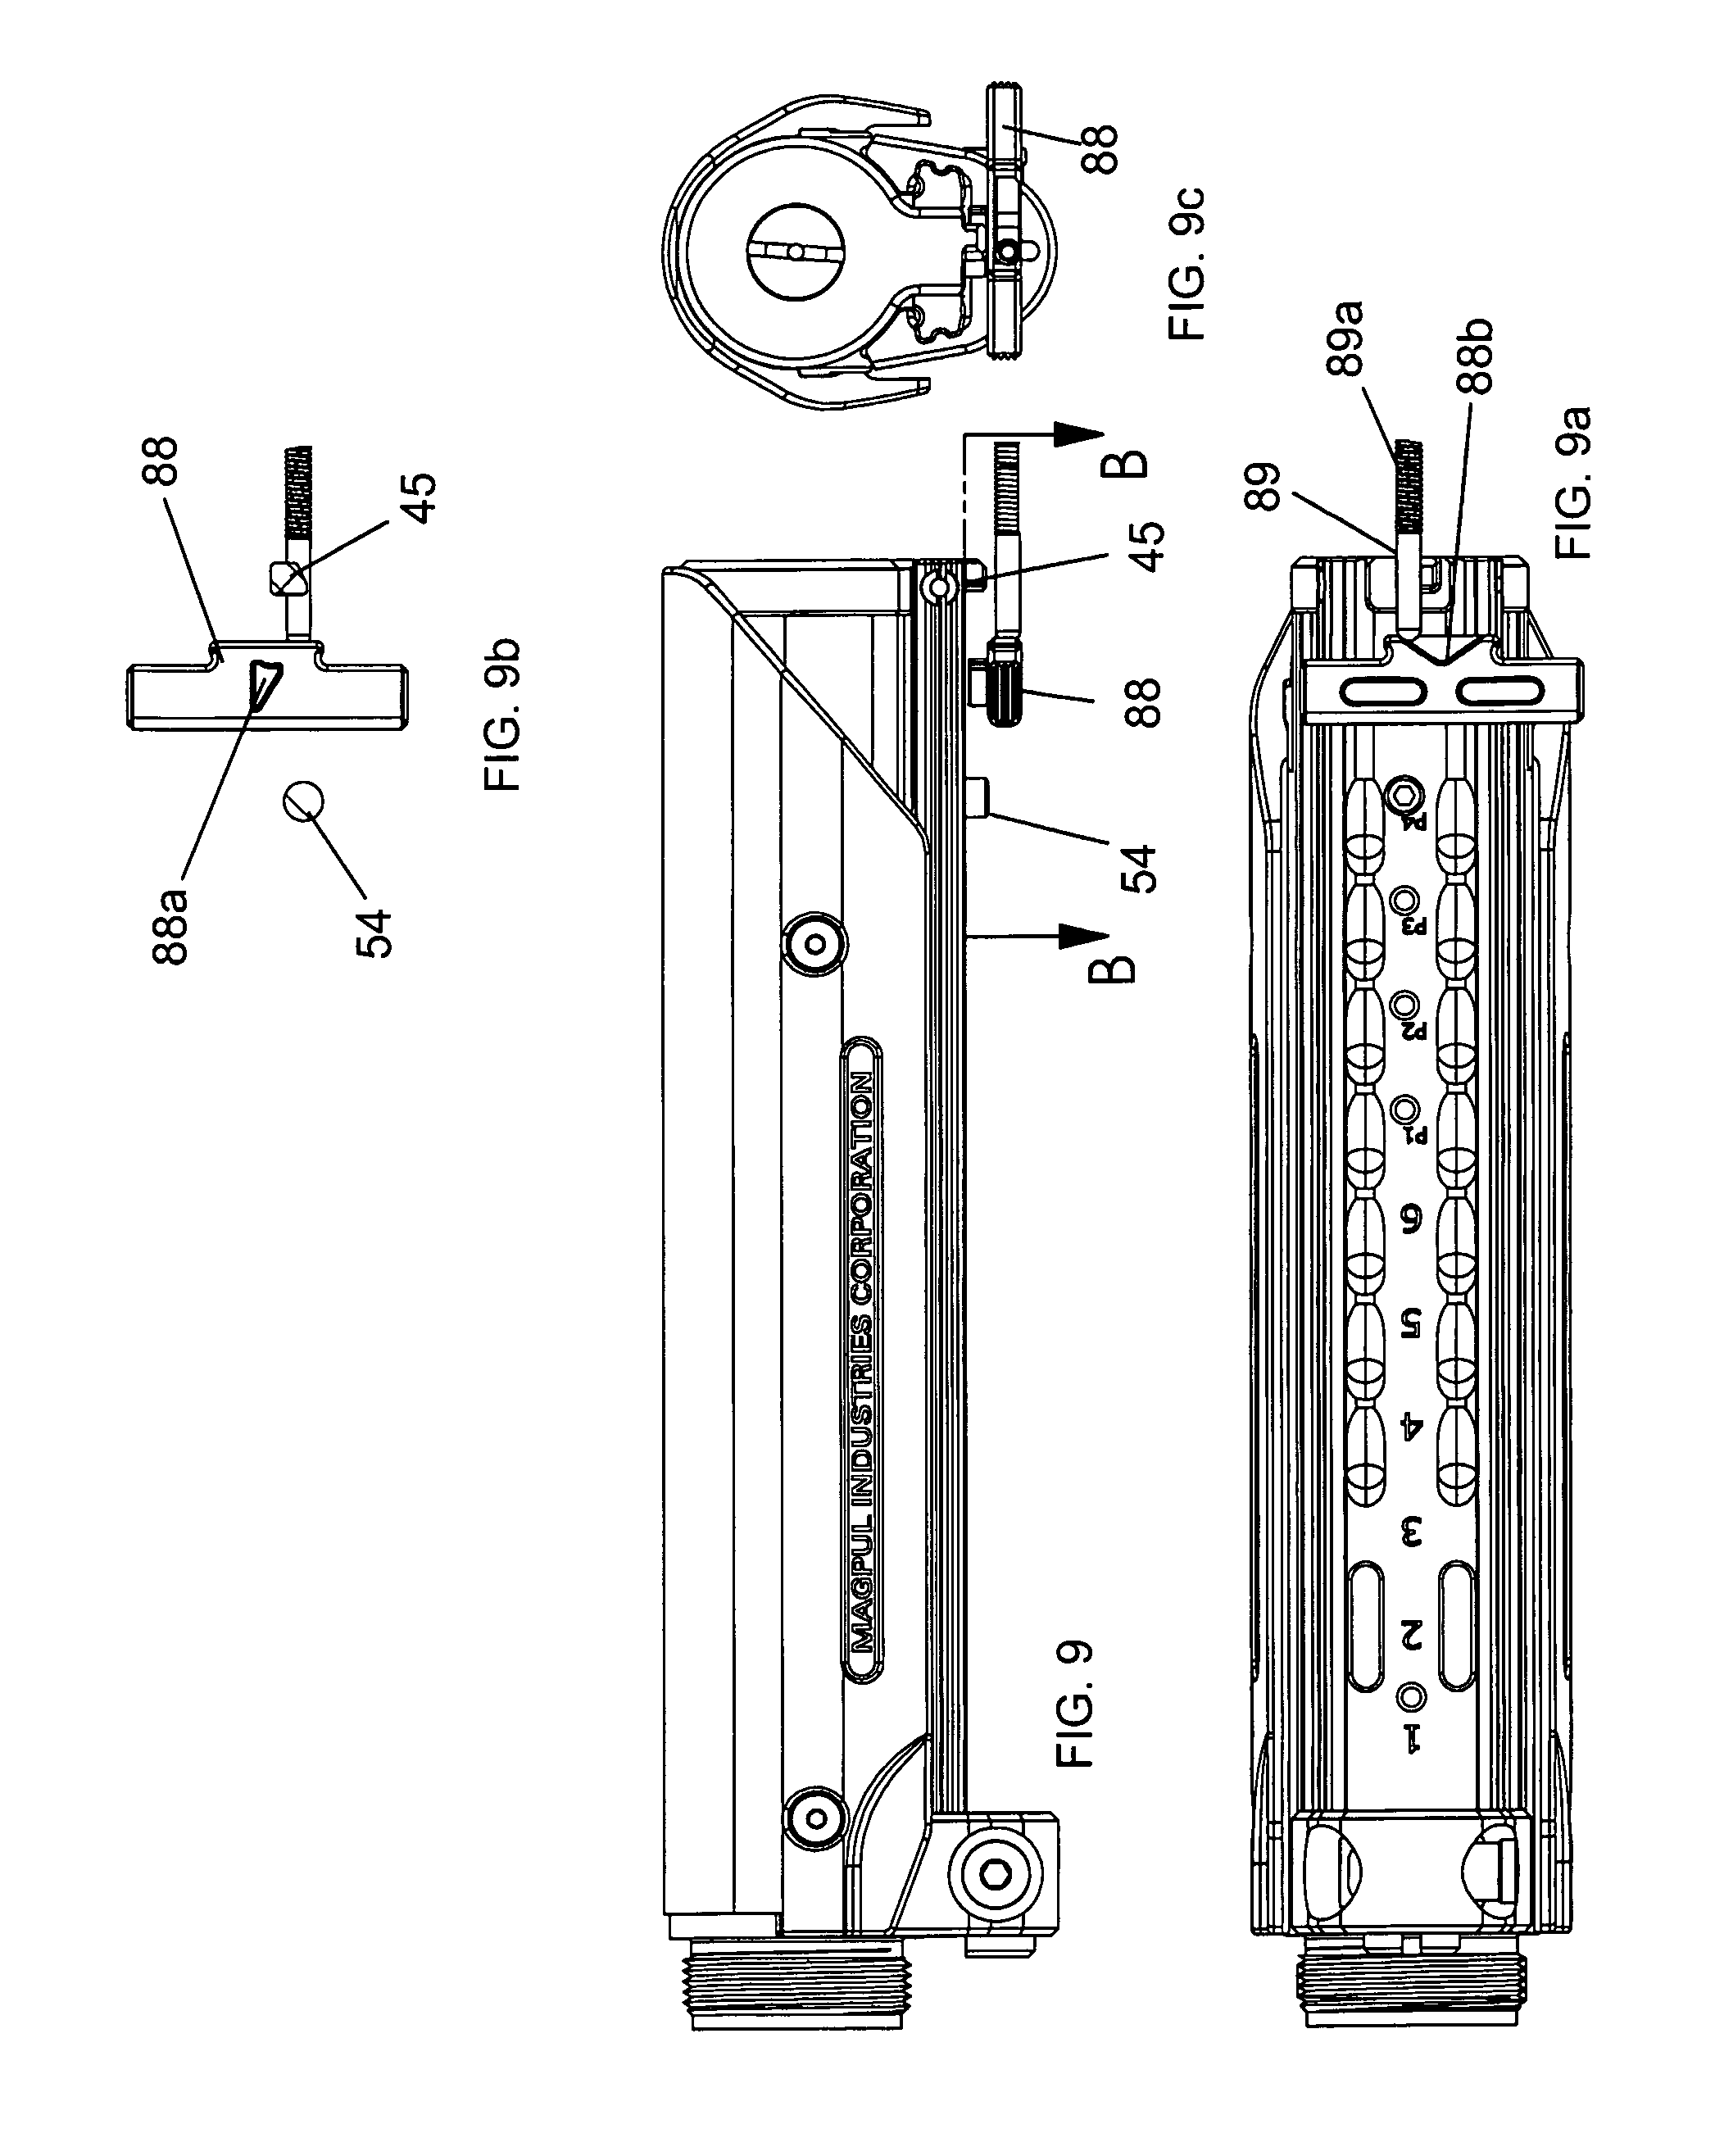 88
45
88a
54
FIG. 9b
88
FIG. 9c
B
45
88
54
B
MAGPUL INDUSTRIES CORPORATION
FIG. 9
89a
88b
89
FIG. 9a
P4
P3
P2
P1
6
5
4
3
2
1